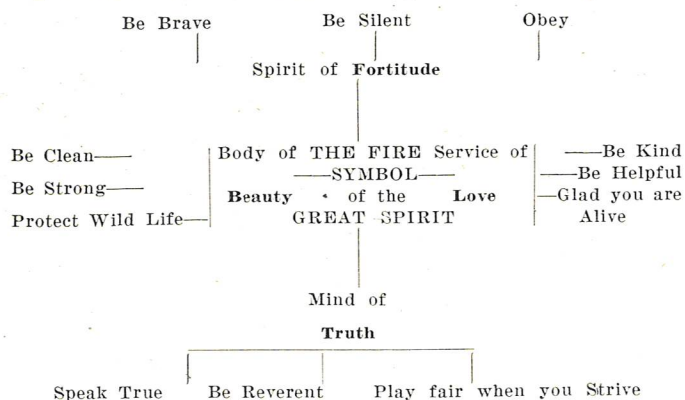 Be Brave Be Silent Obey
Spirit of Fortitude
Be Clean Body of THE FIRE Service of Be Kind
SYMBOL Be Helpful
Be Strong Beauty of the Love Glad you are
Protect Wild Life GREAT SPIRIT Alive
Mind of
Truth
Speak True Be Reverent Play fair when you Strive